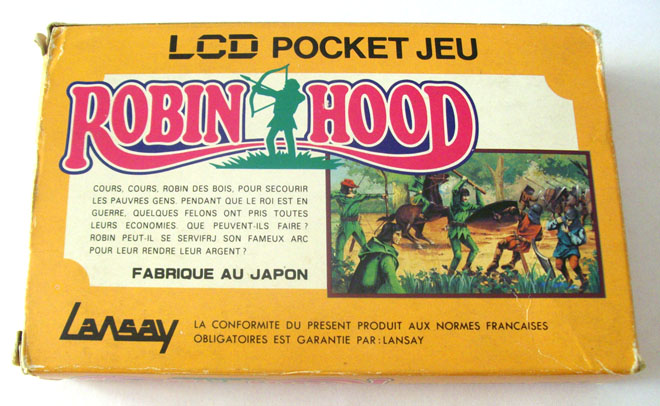 LCD POCKET JEU
ROBIN HOOD
COURS, COURS, ROBIN DES BOIS, POUR SECOURIR
LES PAUVRES GENS. PENDANT QUE LE ROI EST EN
GUERRE, QUELQUES FELONS ONT PRIS TOUTES
LEURS ECONOMIES. QUE PEUVENT-ILS FAIRE?
ROBIN PEUT-IL SE SERVIFRJ SON FAMEUX ARC
POUR LEUR RENDRE LEUR ARGENT?
FABRIQUE AU JAPON
Lansay
LA CONFORMITE DU PRESENT PRODUIT AUX NORMES FRANCAISES
OBLIGATOIRES EST GARANTIE PAR: LANSAY